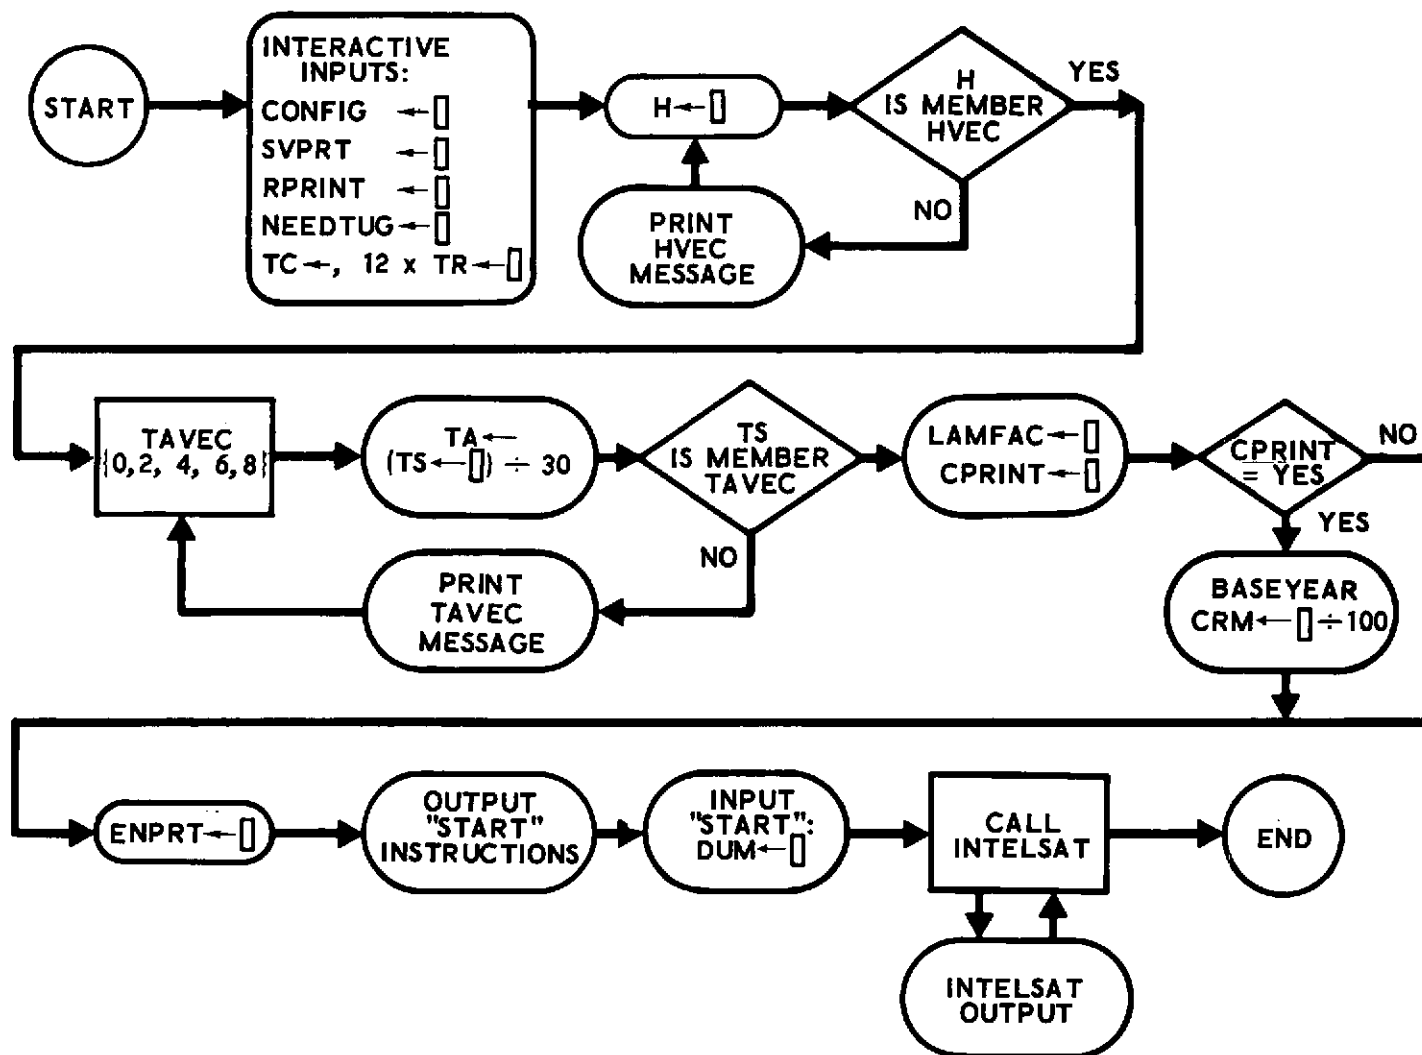 START
INTERACTIVE
INPUTS:
CONFIG ←▯
SVPRT ←▯
RPRINT ←▯
NEEDTUG←▯
TC←, 12 x TR←▯
H←▯
H
IS MEMBER
HVEC
YES
NO
PRINT
HVEC
MESSAGE
TAVEC
{0, 2, 4, 6, 8}
TA←
(TS←▯) ÷ 30
TS
IS MEMBER
TAVEC
NO
PRINT
TAVEC
MESSAGE
LAMFAC←▯
CPRINT←▯
CPRINT
= YES
NO
YES
BASEYEAR
CRM←▯÷100
ENPRT←▯
OUTPUT
"START"
INSTRUCTIONS
INPUT
"START":
DUM←▯
CALL
INTELSAT
END
INTELSAT
OUTPUT